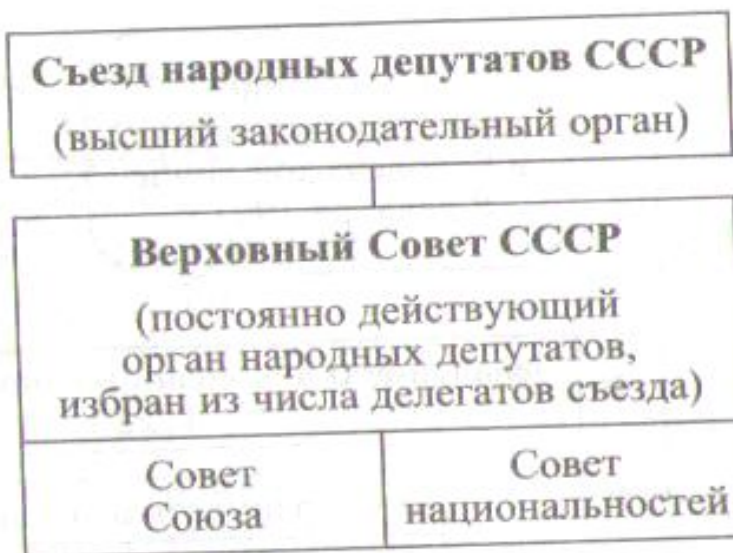 Съезд народных депутатов СССР
(высший законодательный орган)
Верховный Совет СССР
(постоянно действующий
орган народных депутатов,
избран из числа делегатов съезда)
Совет
Союза
Совет
национальностей